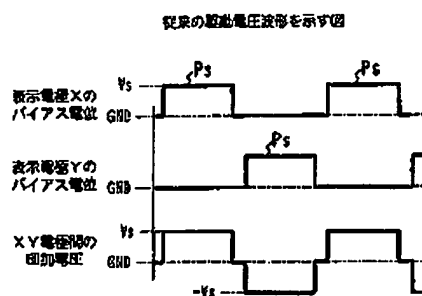 従来の駆動電圧波形を示す図
Ps
Ps
Vs
表示電極Xの
バイアス電位
GND
Ps
表示電極Yの
バイアス電位
GND
Vs
XY電極間の
印加電圧
GND
-Vs